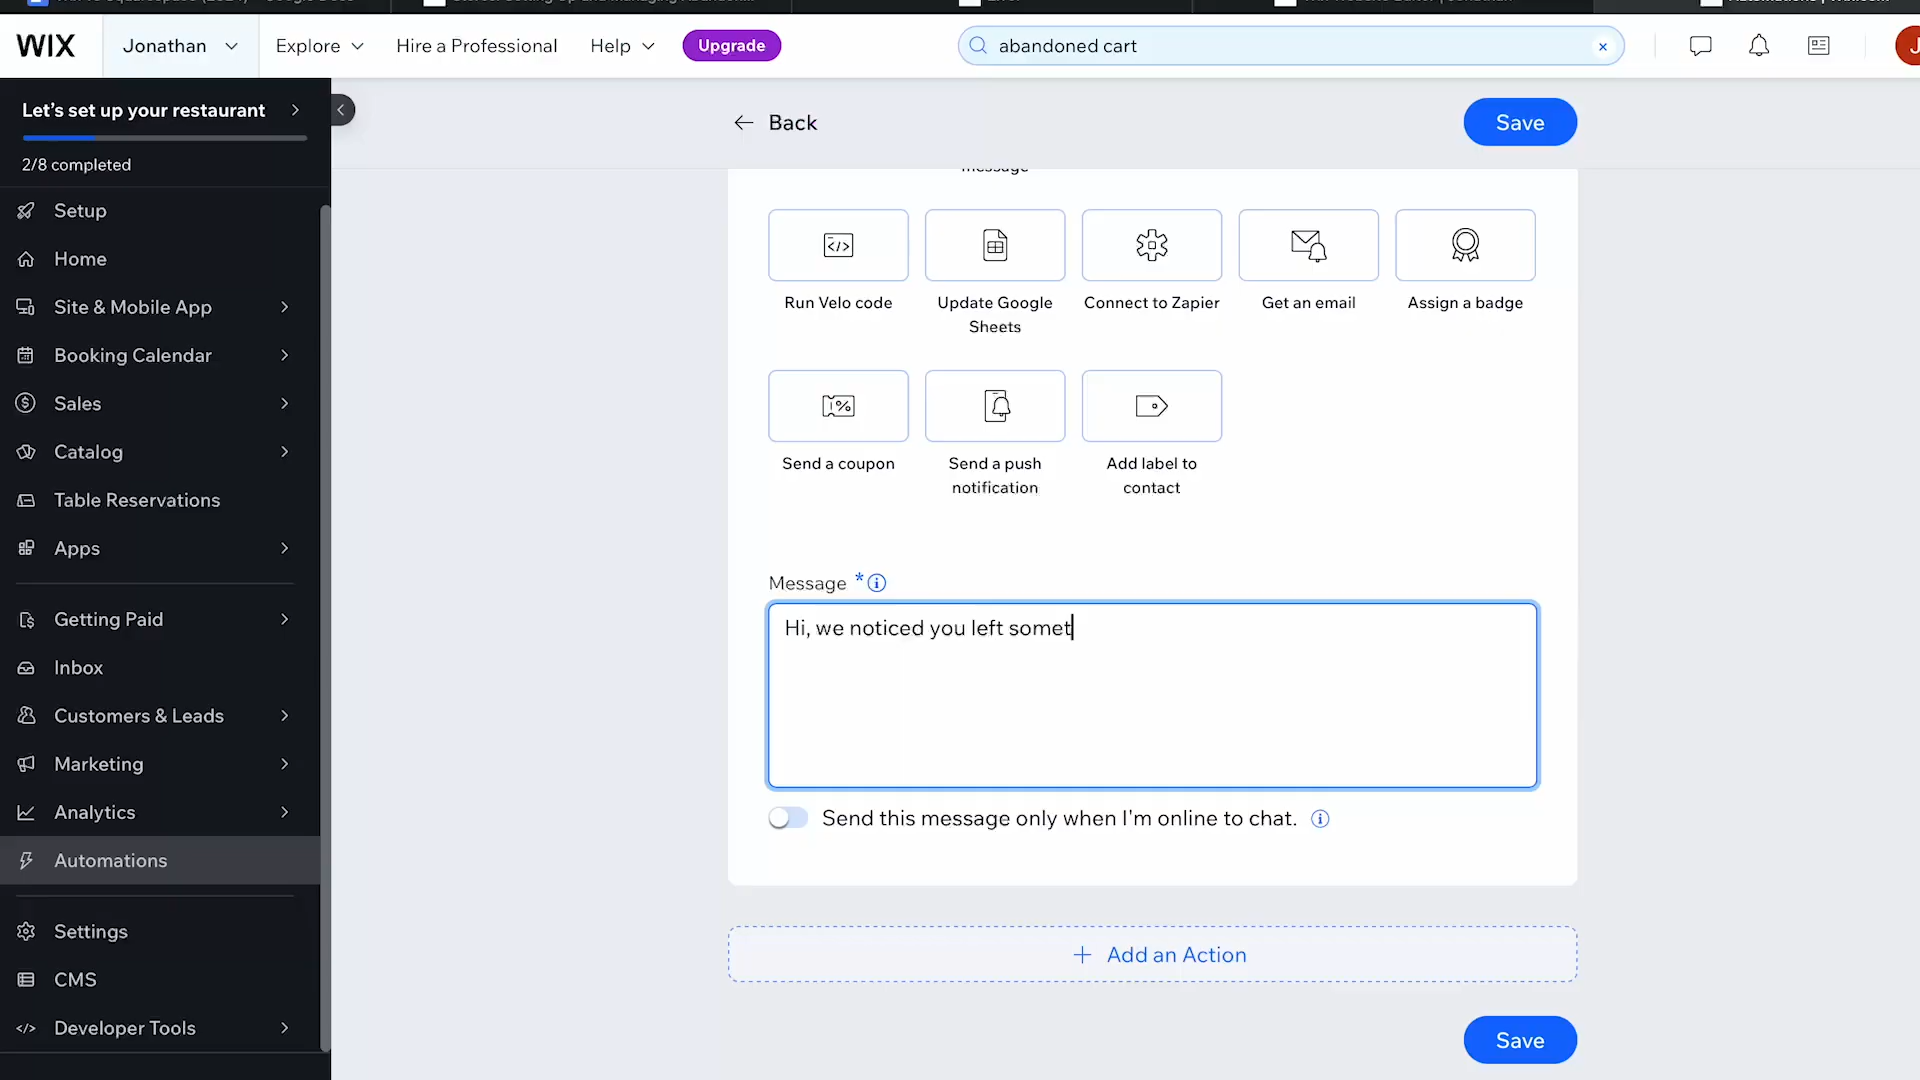 WIX
Jonathan
Explore
Hire a Professional
Help
Upgrade
abandoned cart
J
Let's set up your restaurant
2/8 completed
Setup
Home
Site & Mobile App
Booking Calendar
Sales
Catalog
Table Reservations
Apps
Getting Paid
Inbox
Customers & Leads
Marketing
Analytics
Automations
Settings
CMS
Developer Tools
Back
Save
message
Run Velo code
Update Google
Sheets
Connect to Zapier
Get an email
Assign a badge
Send a coupon
Send a push
notification
Add label to
contact
Message *
Hi, we noticed you left somet
Send this message only when I'm online to chat.
+ Add an Action
Save